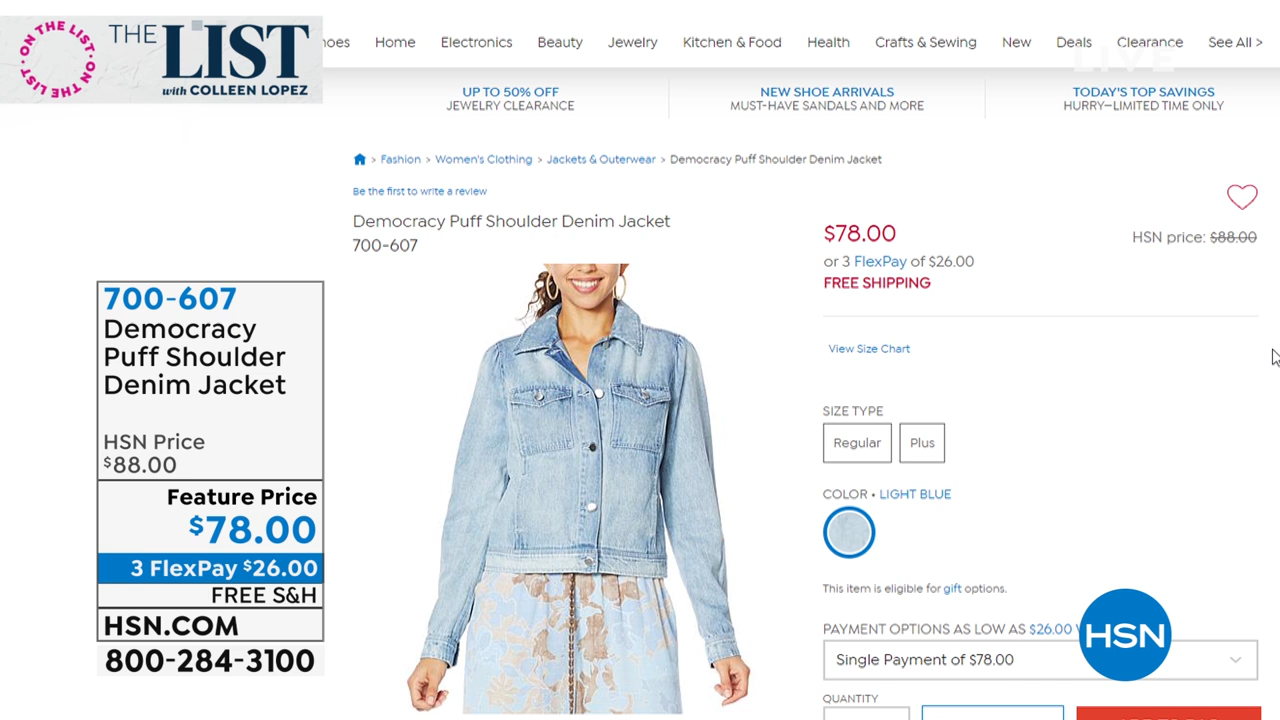 ON THE LIST • ON THE LIST •
THE LIST
with COLLEEN LOPEZ
hoes Home Electronics Beauty Jewelry Kitchen & Food Health Crafts & Sewing New Deals Clearance See All >
LIVE
UP TO 50% OFF
JEWELRY CLEARANCE
NEW SHOE ARRIVALS
MUST-HAVE SANDALS AND MORE
TODAY'S TOP SAVINGS
HURRY—LIMITED TIME ONLY
> Fashion > Women's Clothing > Jackets & Outerwear > Democracy Puff Shoulder Denim Jacket
Be the first to write a review
Democracy Puff Shoulder Denim Jacket
700-607
$78.00
HSN price: $88.00
or 3 FlexPay of $26.00
FREE SHIPPING
View Size Chart
SIZE TYPE
Regular Plus
COLOR • LIGHT BLUE
This item is eligible for gift options.
PAYMENT OPTIONS AS LOW AS $26.00
Single Payment of $78.00
QUANTITY
HSN
700-607
Democracy
Puff Shoulder
Denim Jacket
HSN Price
$88.00
Feature Price
$78.00
3 FlexPay $26.00
FREE S&H
HSN.COM
800-284-3100